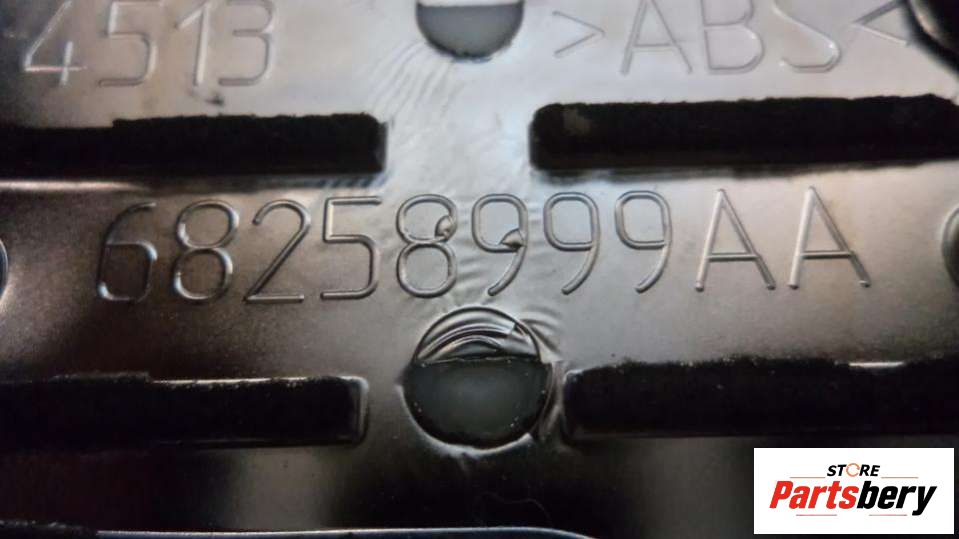 4513 >ABS<
68258999AA
STORE
Partsbery